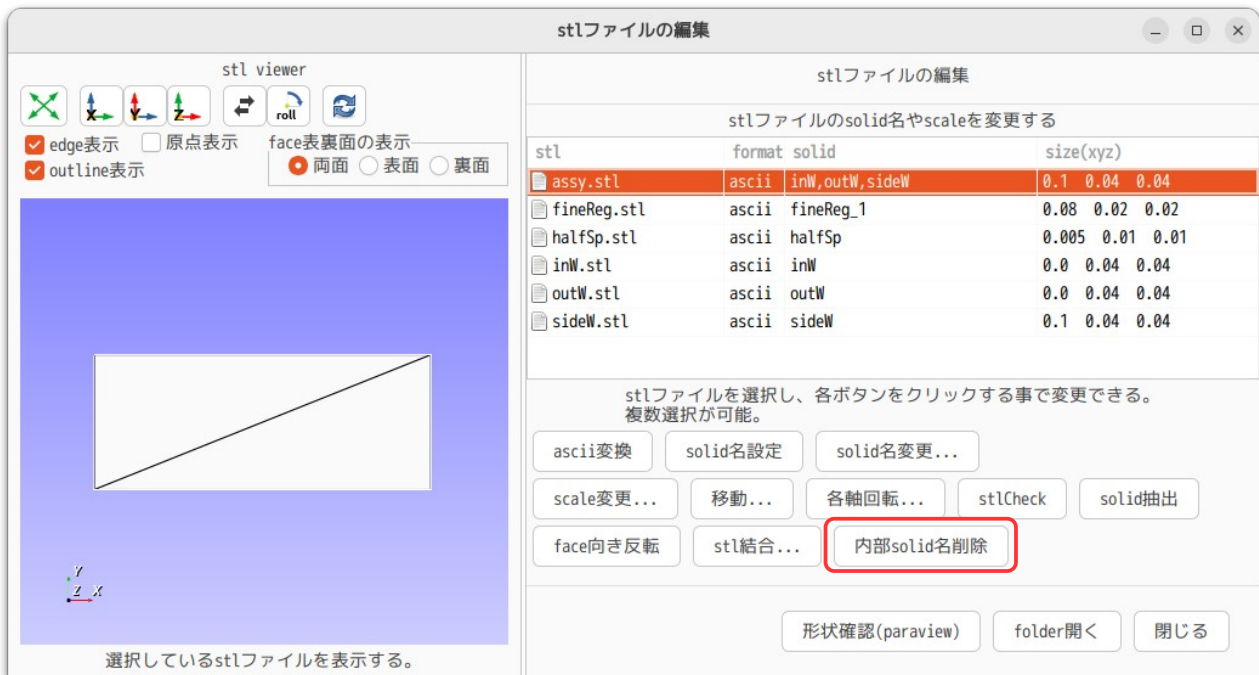 stlファイルの編集
stl viewer
X Y Z roll
edge表示 原点表示 face表裏面の表示
outline表示 両面 表面 裏面
Y
Z X
選択しているstlファイルを表示する。
stlファイルの編集
stlファイルのsolid名やscaleを変更する
stl format solid size(xyz)
assy.stl ascii inW,outW,sideW 0.1 0.04 0.04
fineReg.stl ascii fineReg_1 0.08 0.02 0.02
halfSp.stl ascii halfSp 0.005 0.01 0.01
inW.stl ascii inW 0.0 0.04 0.04
outW.stl ascii outW 0.0 0.04 0.04
sideW.stl ascii sideW 0.1 0.04 0.04
stlファイルを選択し、各ボタンをクリックする事で変更できる。
複数選択が可能。
ascii変換 solid名設定 solid名変更...
scale変更... 移動... 各軸回転... stlCheck solid抽出
face向き反転 stl結合... 内部solid名削除
形状確認(paraview) folder開く 閉じる